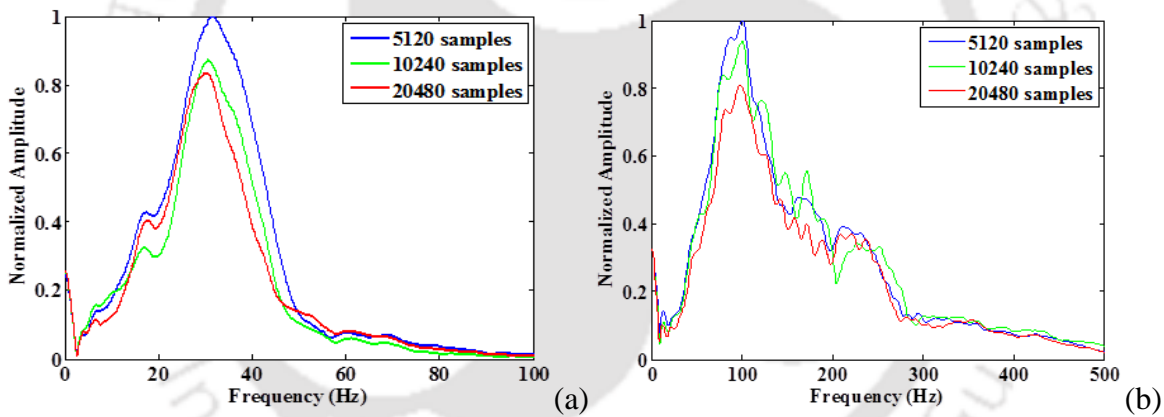 1
0.8
0.6
0.4
0.2
0
Normalized Amplitude
5120 samples
10240 samples
20480 samples
0 20 40 60 80 100
Frequency (Hz)
(a)
1
0.8
0.6
0.4
0.2
0
Normalized Amplitude
5120 samples
10240 samples
20480 samples
0 100 200 300 400 500
Frequency (Hz)
(b)